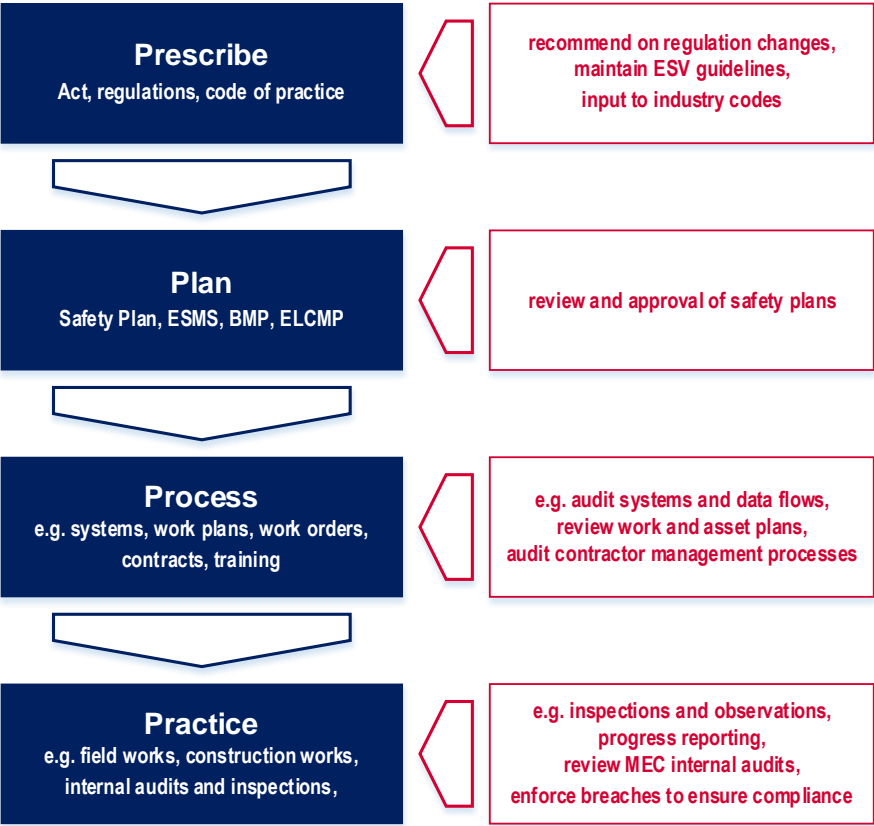 Prescribe
Act, regulations, code of practice
recommend on regulation changes,
maintain ESV guidelines,
input to industry codes
Plan
Safety Plan, ESMS, BMP, ELCMP
review and approval of safety plans
Process
e.g. systems, work plans, work orders,
contracts, training
e.g. audit systems and data flows,
review work and asset plans,
audit contractor management processes
Practice
e.g. field works, construction works,
internal audits and inspections,
e.g. inspections and observations,
progress reporting,
review MEC internal audits,
enforce breaches to ensure compliance